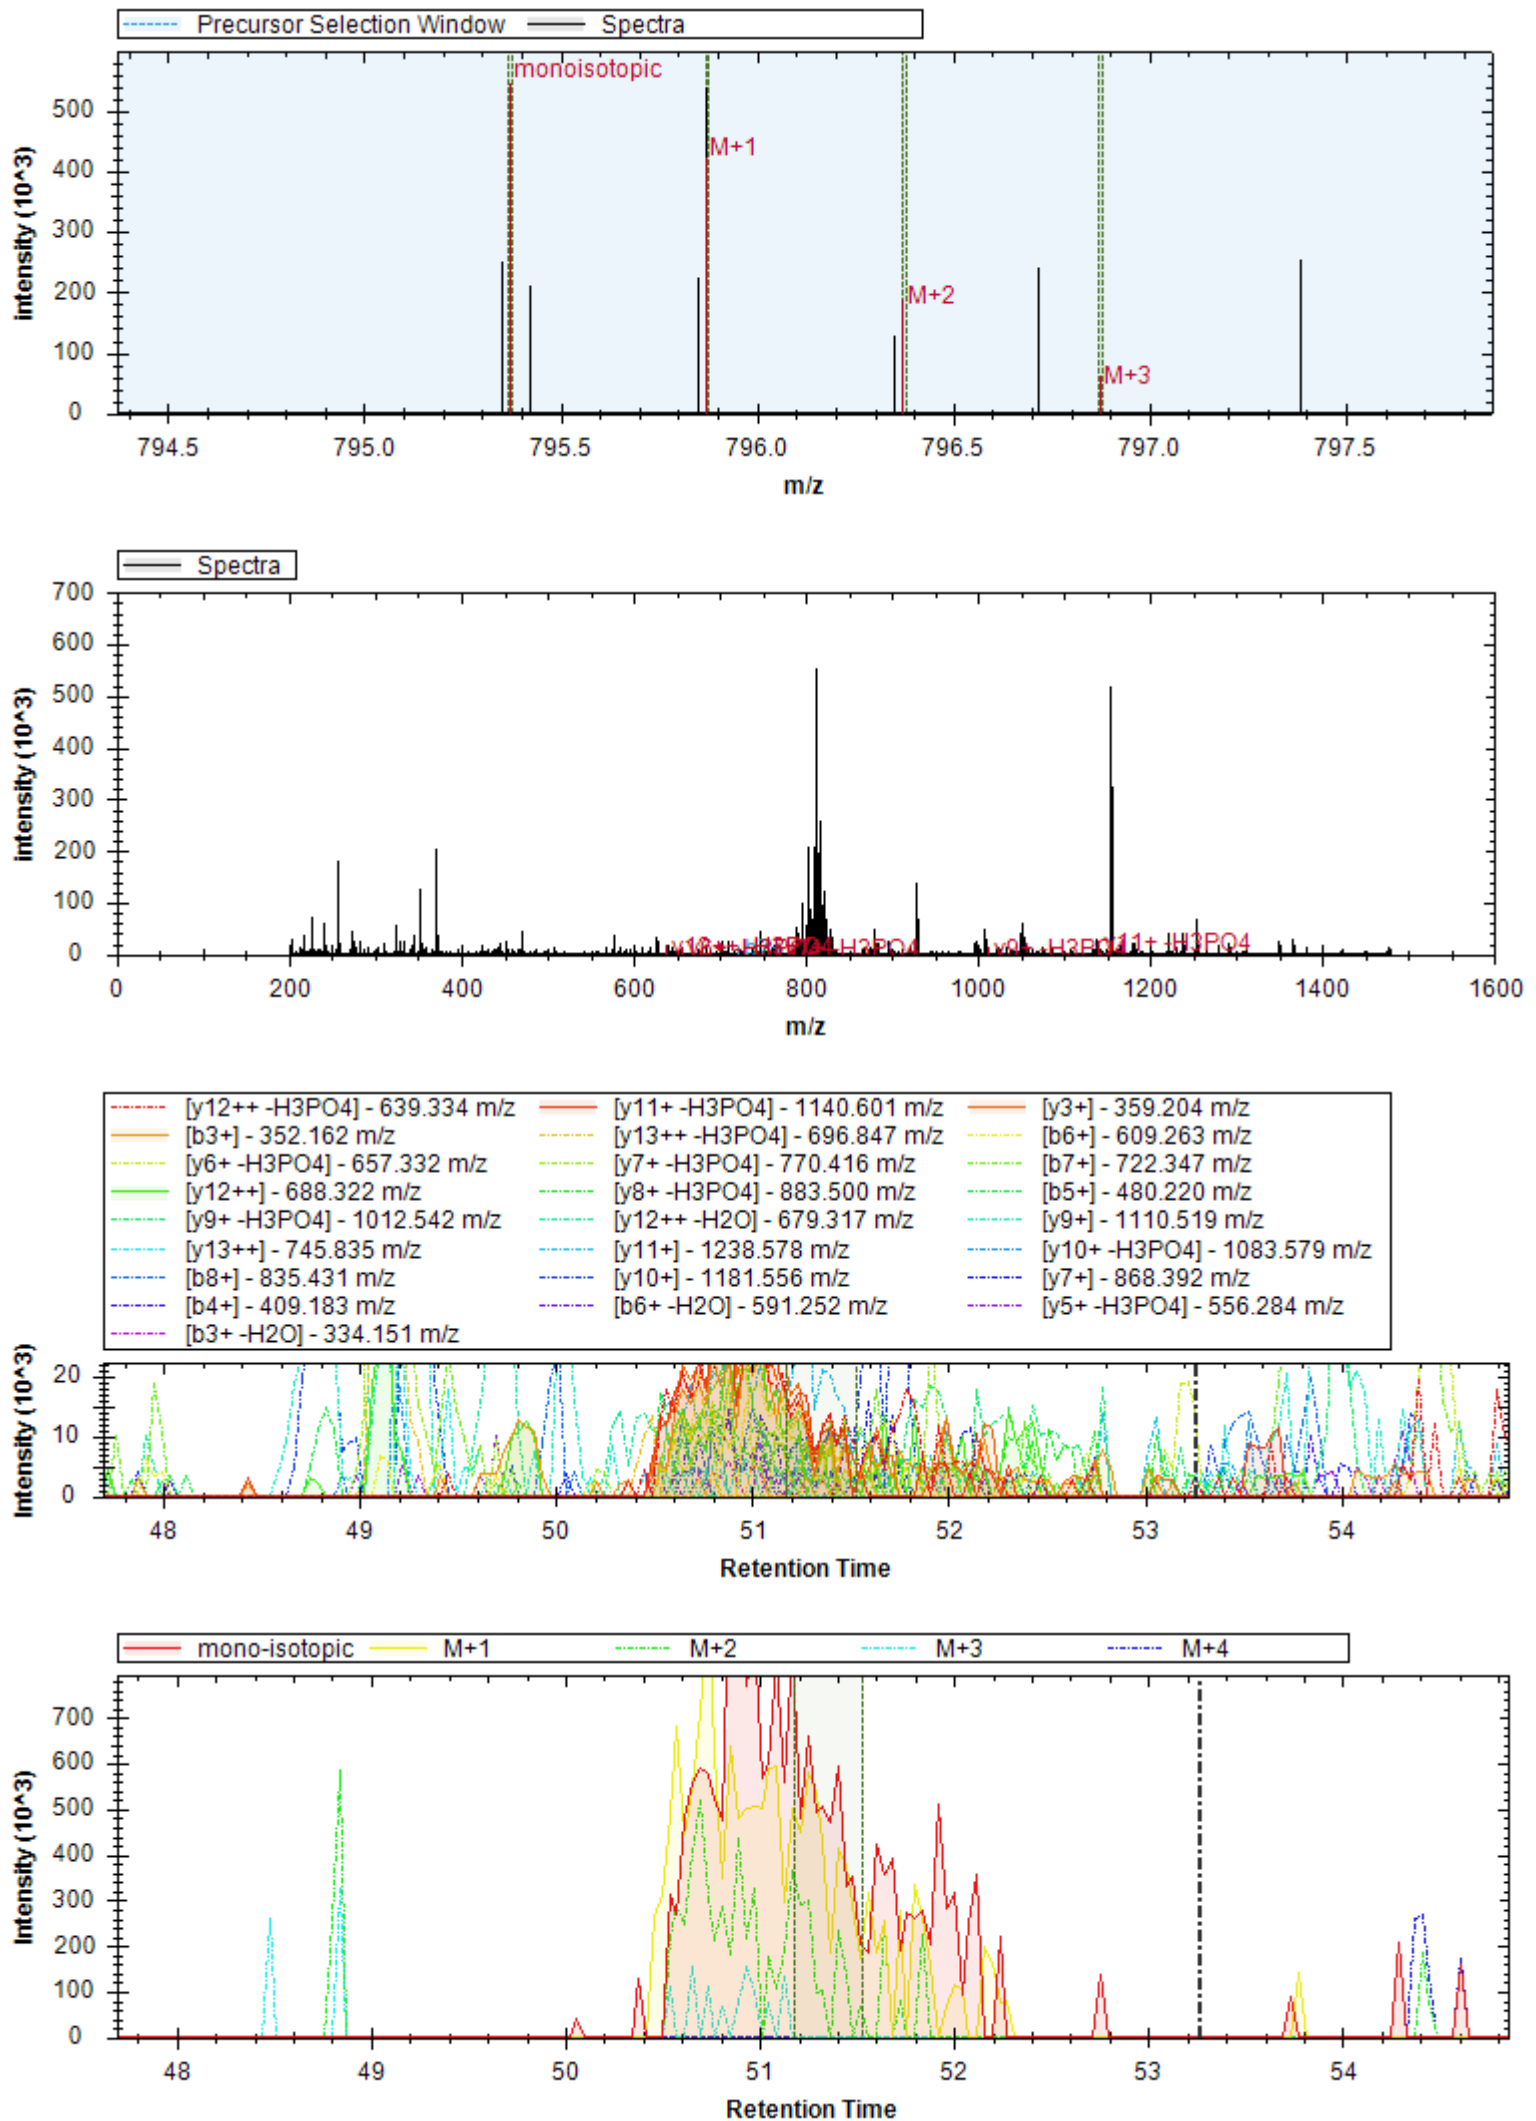 Precursor Selection Window Spectra
monoisotopic
M+1
M+2
M+3
500
400
300
200
100
0
intensity (10^3)
794.5 795.0 795.5 796.0 796.5 797.0 797.5
m/z
Spectra
700
600
500
400
300
200
100
0
intensity (10^3)
y11+ -H3PO4
0 200 400 600 800 1000 1200 1400 1600
m/z
[y12++ -H3PO4] - 639.334 m/z [y11+ -H3PO4] - 1140.601 m/z [y3+] - 359.204 m/z
[b3+] - 352.162 m/z [y13++ -H3PO4] - 696.847 m/z [b6+] - 609.263 m/z
[y6+ -H3PO4] - 657.332 m/z [y7+ -H3PO4] - 770.416 m/z [b7+] - 722.347 m/z
[y12++] - 688.322 m/z [y8+ -H3PO4] - 883.500 m/z [b5+] - 480.220 m/z
[y9+ -H3PO4] - 1012.542 m/z [y12++ -H2O] - 679.317 m/z [y9+] - 1110.519 m/z
[y13++] - 745.835 m/z [y11+] - 1238.578 m/z [y10+ -H3PO4] - 1083.579 m/z
[b8+] - 835.431 m/z [y10+] - 1181.556 m/z [y7+] - 868.392 m/z
[b4+] - 409.183 m/z [b6+ -H2O] - 591.252 m/z [y5+ -H3PO4] - 556.284 m/z
[b3+ -H2O] - 334.151 m/z
20
10
0
Intensity (10^3)
48 49 50 51 52 53 54
Retention Time
mono-isotopic M+1 M+2 M+3 M+4
700
600
500
400
300
200
100
0
Intensity (10^3)
48 49 50 51 52 53 54
Retention Time